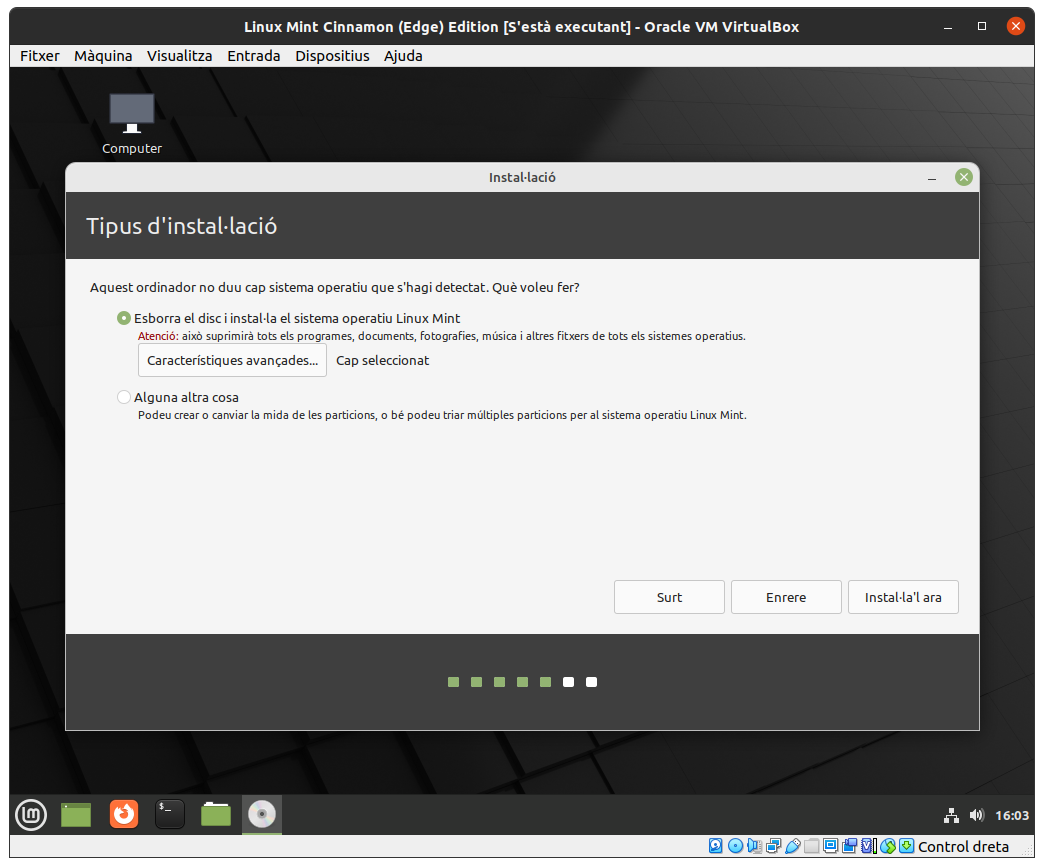 Linux Mint Cinnamon (Edge) Edition [S'està executant] - Oracle VM VirtualBox
Fitxer Màquina Visualitza Entrada Dispositius Ajuda
Computer
Instal·lació
Tipus d'instal·lació
Aquest ordinador no duu cap sistema operatiu que s'hagi detectat. Què voleu fer?
Esborra el disc i instal·la el sistema operatiu Linux Mint
Atenció: això suprimirà tots els programes, documents, fotografies, música i altres fitxers de tots els sistemes operatius.
Característiques avançades... Cap seleccionat
Alguna altra cosa
Podeu crear o canviar la mida de les particions, o bé podeu triar múltiples particions per al sistema operatiu Linux Mint.
Surt Enrere Instal·la'l ara
$_ 16:03
Control dreta